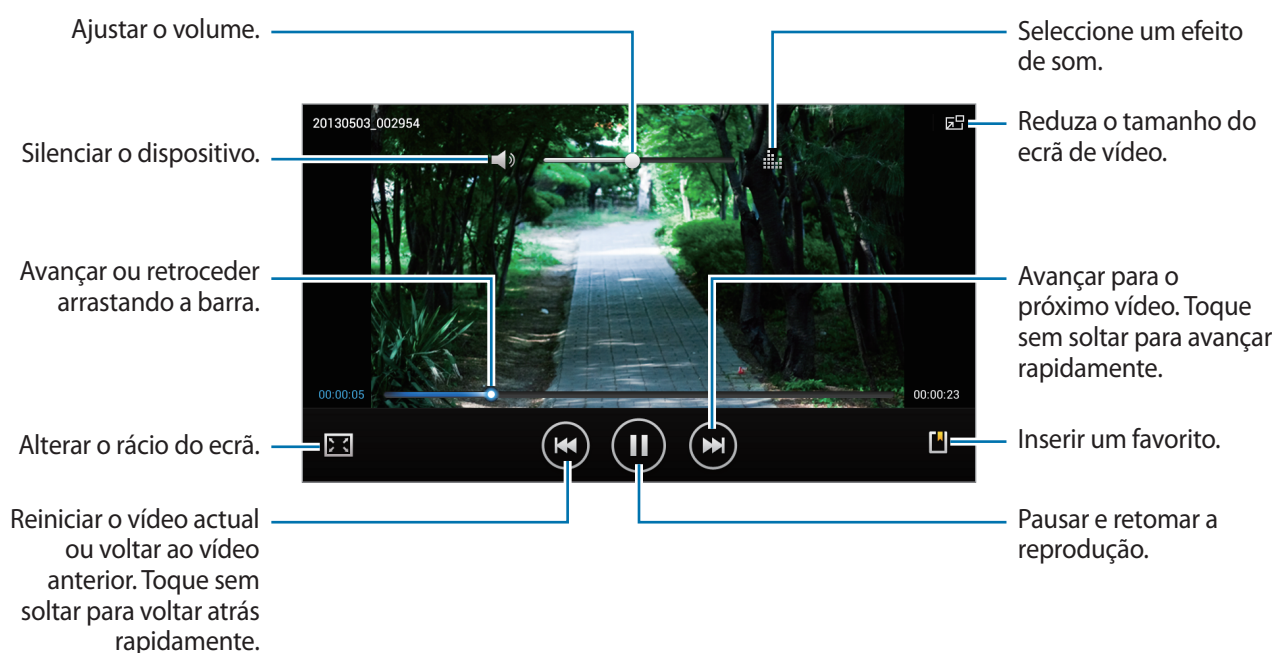 Ajustar o volume.
Silenciar o dispositivo.
Avançar ou retroceder
arrastando a barra.
Alterar o rácio do ecrã.
Reiniciar o vídeo actual
ou voltar ao vídeo
anterior. Toque sem
soltar para voltar atrás
rapidamente.
20130503_002954
00:00:05
00:00:23
Seleccione um efeito
de som.
Reduza o tamanho do
ecrã de vídeo.
Avançar para o
próximo vídeo. Toque
sem soltar para avançar
rapidamente.
Inserir um favorito.
Pausar e retomar a
reprodução.